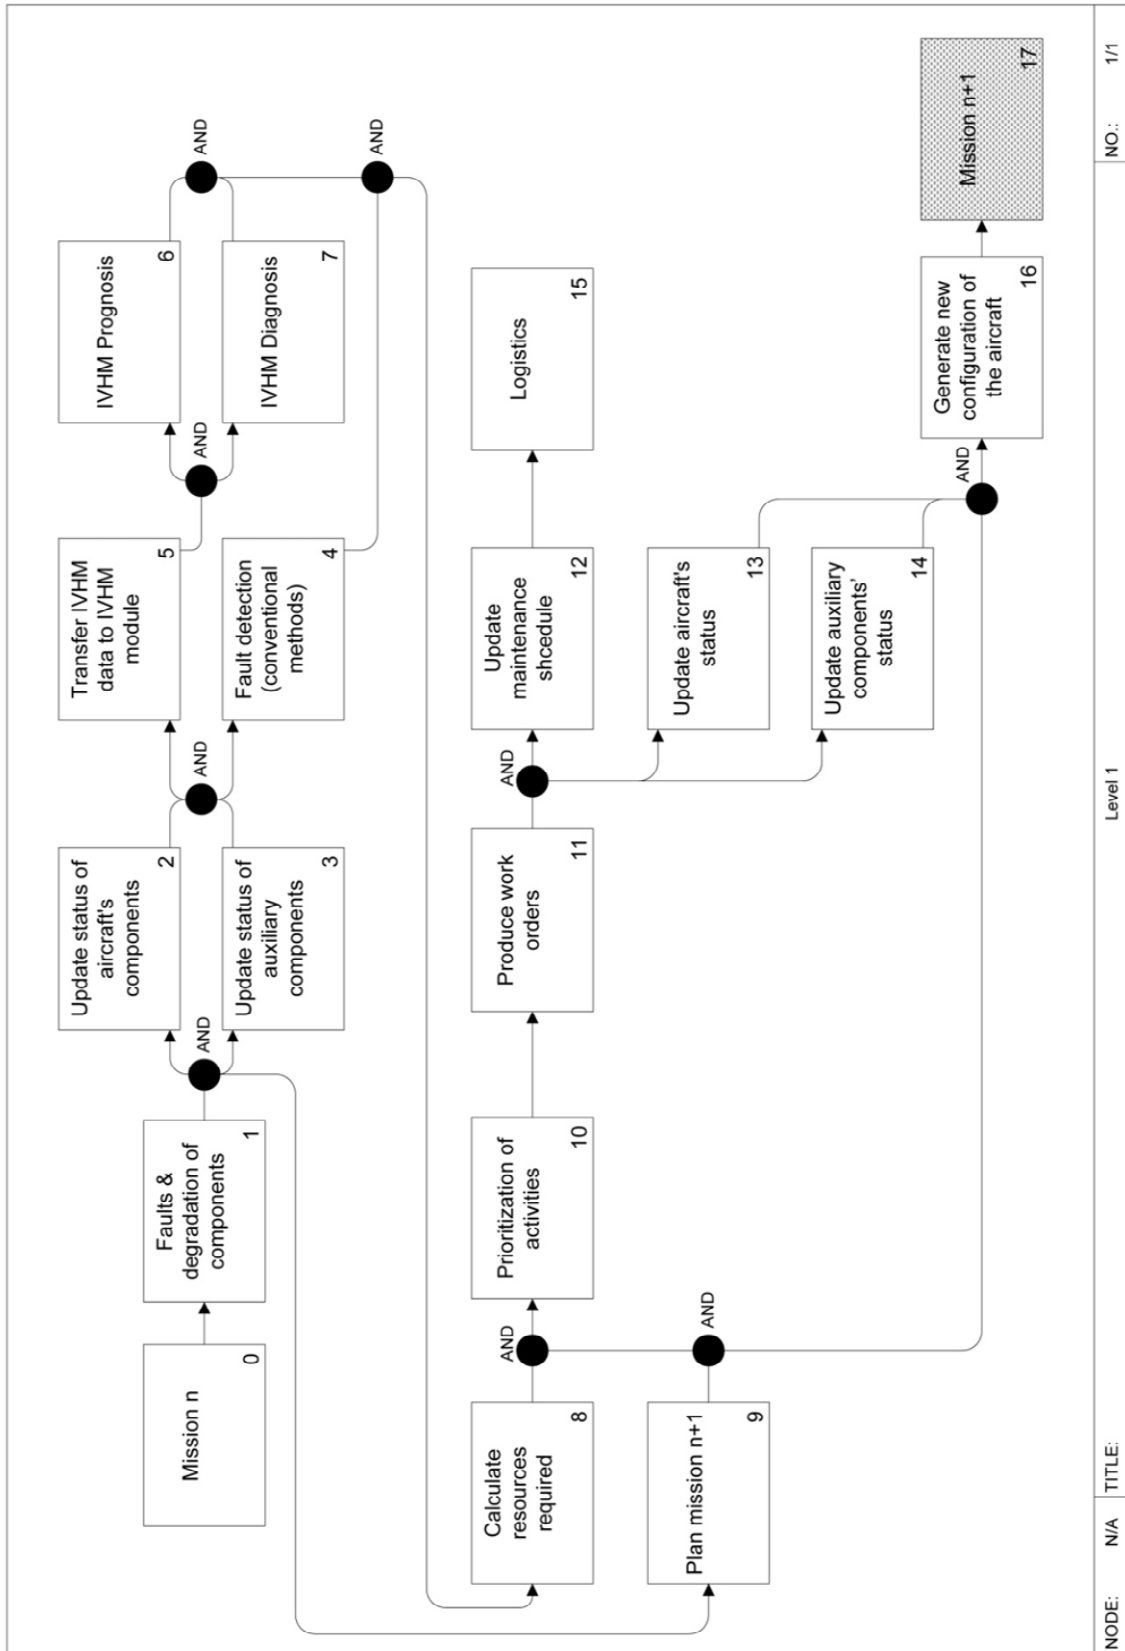 Mission n
0
Faults &
degradation of
components
1
AND
Update status of
aircraft's
components
2
Update status of
auxiliary
components
3
AND
Transfer IVHM
data to IVHM
module
5
Fault detection
(conventional
methods)
4
AND
IVHM Prognosis
6
IVHM Diagnosis
7
AND
AND
Calculate
resources
required
8
Plan mission n+1
9
AND
AND
Prioritization of
activities
10
Produce work
orders
11
AND
Update
maintenance
shcedule
12
Update aircraft's
status
13
Update auxiliary
components'
status
14
Logistics
15
AND
Generate new
configuration of
the aircraft
16
Mission n+1
17
NODE: N/A TITLE: Level 1 NO.: 1/1